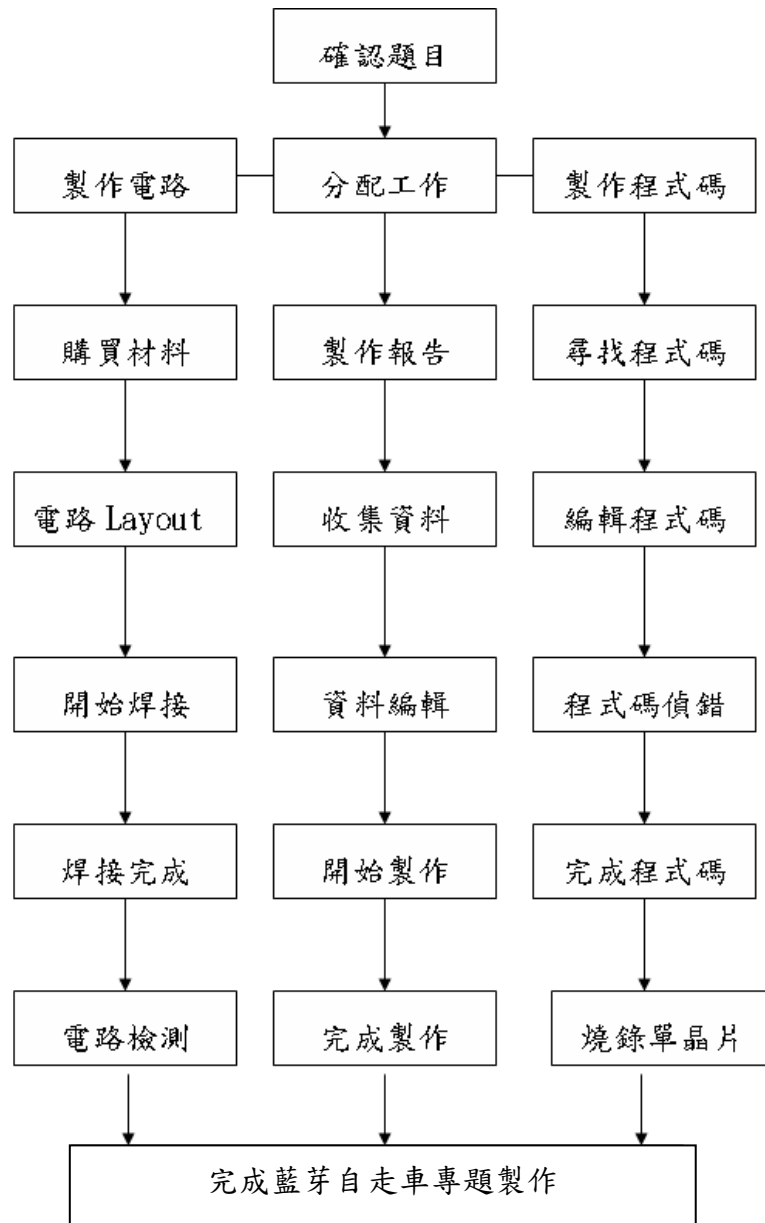 確認題目
製作電路
分配工作
製作程式碼
購買材料
製作報告
尋找程式碼
電路 Layout
收集資料
編輯程式碼
開始焊接
資料編輯
程式碼偵錯
焊接完成
開始製作
完成程式碼
電路檢測
完成製作
燒錄單晶片
完成藍芽自走車專題製作